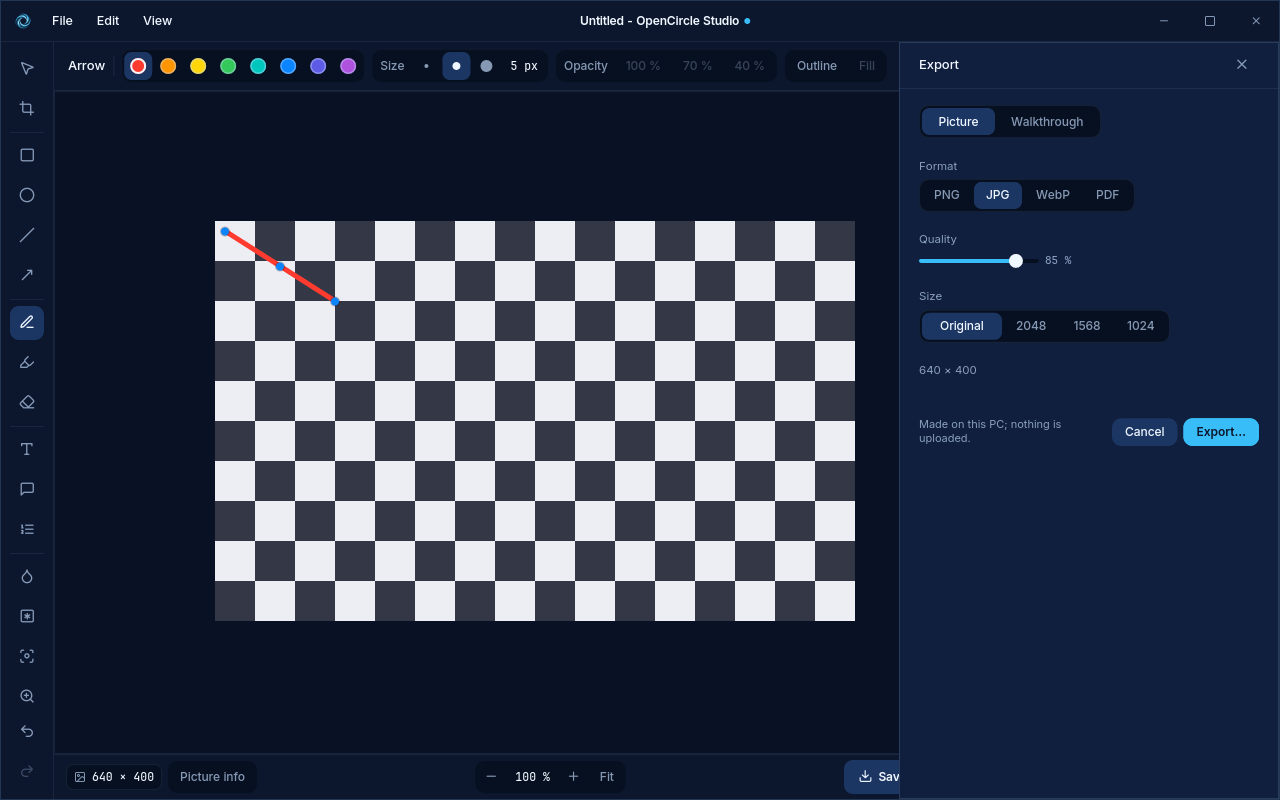 File Edit View
Untitled - OpenCircle Studio
Arrow
Size 5 px
Opacity 100 % 70 % 40 %
Outline Fill
Export
Picture Walkthrough
Format
PNG JPG WebP PDF
Quality
85 %
Size
Original 2048 1568 1024
640 × 400
Made on this PC; nothing is
uploaded.
Cancel Export...
640 × 400 Picture info
100 % Fit
Sav